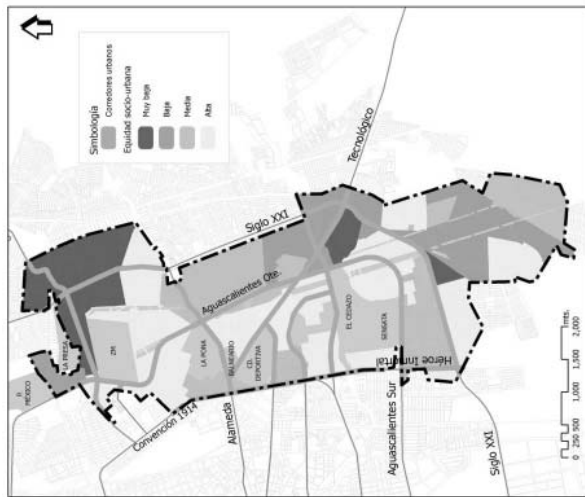 Simbología
Corredores urbanos
Equidad socio-urbana
Muy baja
Baja
Media
Alta
MÉXICO
LA PRESA
ZM
Convención 1914
Siglo XXI
Aguascalientes Ote.
LA PONA
BALNEARIO
CD.
DEPORTIVA
Alameda
Tecnológico
EL CEDAZO
SENSATA
Héroe Inmortal
Aguascalientes Sur
Siglo XXI
0 250 500 1,000 1,500 2,000
mts.